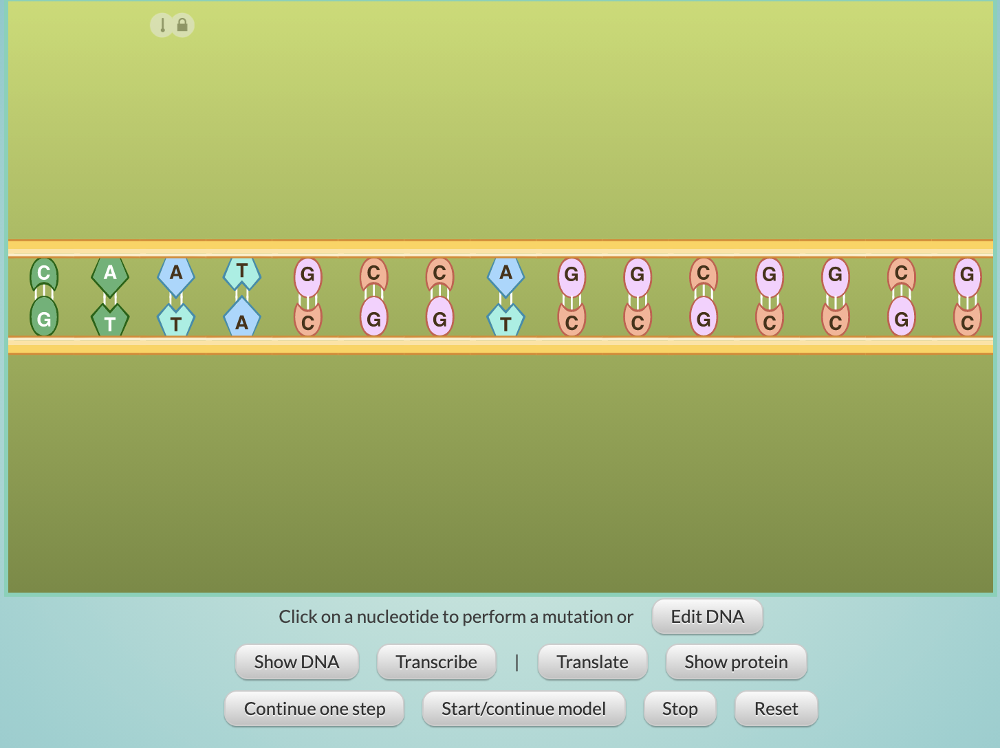 C A A T G C C A G G C G G C G
G T T A C G G T C C G C C G C
Click on a nucleotide to perform a mutation or Edit DNA
Show DNA Transcribe | Translate Show protein
Continue one step Start/continue model Stop Reset